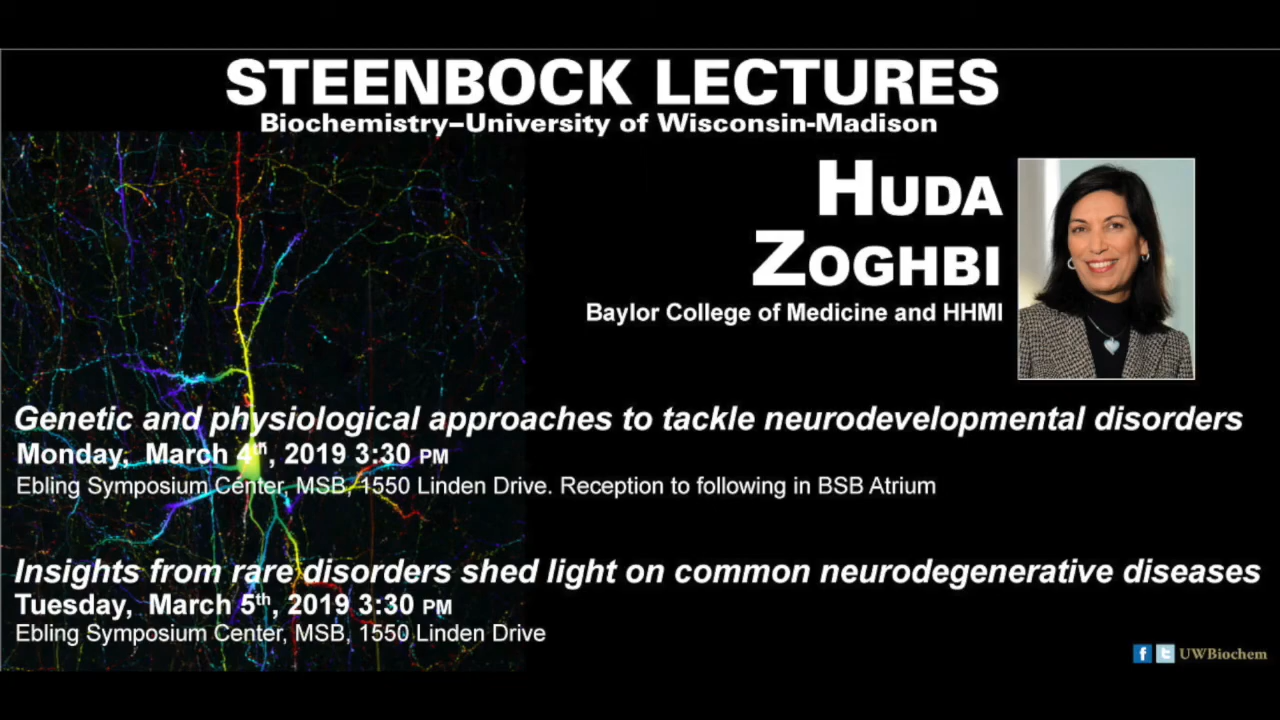 STEENBOCK LECTURES
Biochemistry–University of Wisconsin-Madison
HUDA
ZOGHBI
Baylor College of Medicine and HHMI
Genetic and physiological approaches to tackle neurodevelopmental disorders
Monday, March 4th, 2019 3:30 PM
Ebling Symposium Center, MSB, 1550 Linden Drive. Reception to following in BSB Atrium
Insights from rare disorders shed light on common neurodegenerative diseases
Tuesday, March 5th, 2019 3:30 PM
Ebling Symposium Center, MSB, 1550 Linden Drive
f t UWBiochem